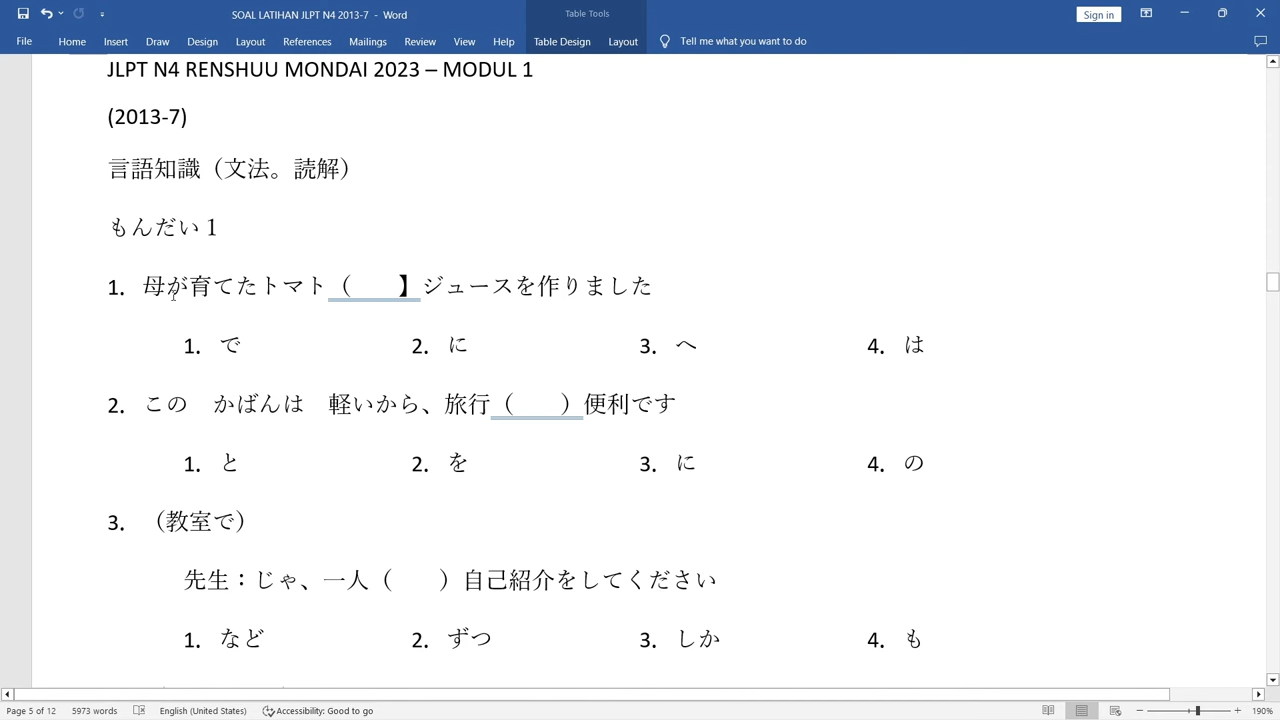 SOAL LATIHAN JLPT N4 2013-7 - Word
Table Tools
Sign in
File Home Insert Draw Design Layout References Mailings Review View Help Table Design Layout Tell me what you want to do
JLPT N4 RENSHUU MONDAI 2023 – MODUL 1
(2013-7)
言語知識（文法。読解）
もんだい 1
1. 母が育てたトマト（　　】ジュースを作りました
1. で 2. に 3. へ 4. は
2. この　かばんは　軽いから、旅行（　　）便利です
1. と 2. を 3. に 4. の
3. （教室で）
先生：じゃ、一人（　　）自己紹介をしてください
1. など 2. ずつ 3. しか 4. も
Page 5 of 12 5973 words English (United States) Accessibility: Good to go 190%